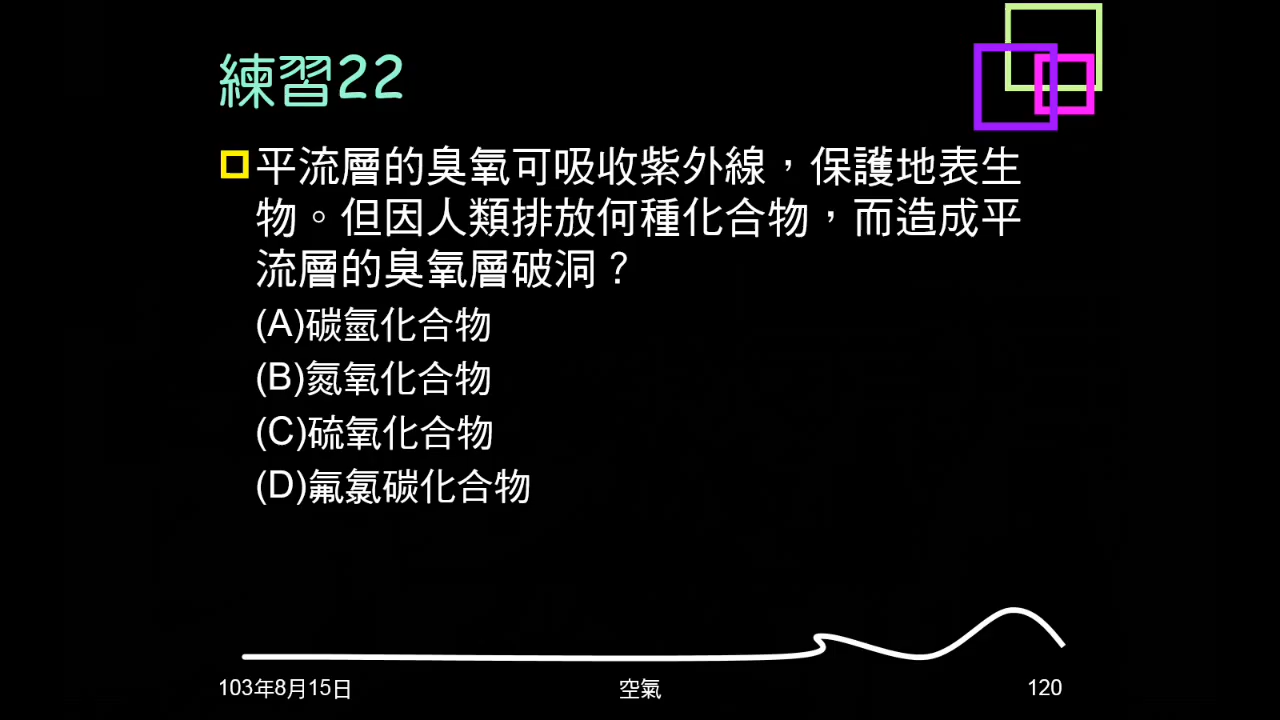 練習22
平流層的臭氧可吸收紫外線，保護地表生
物。但因人類排放何種化合物，而造成平
流層的臭氧層破洞？
(A)碳氫化合物
(B)氮氧化合物
(C)硫氧化合物
(D)氟氯碳化合物
103年8月15日
空氣
120